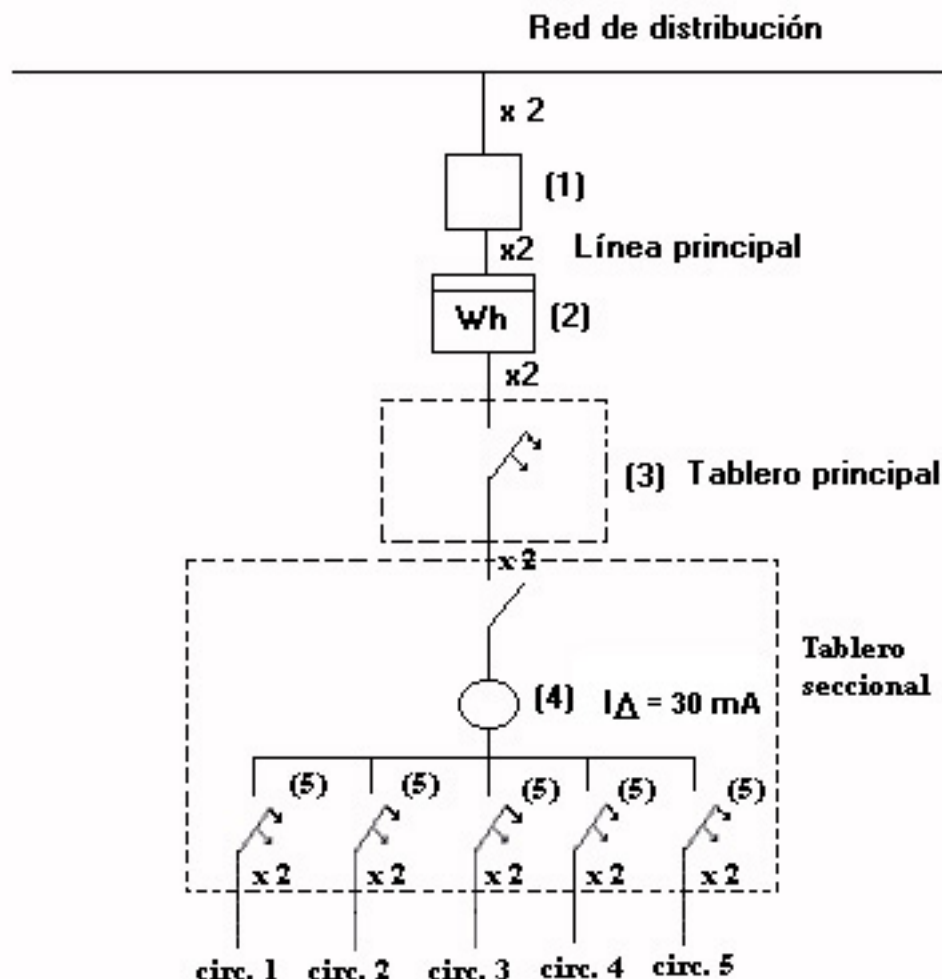 Red de distribución
x 2
(1)
x2 Línea principal
Wh (2)
x2
(3) Tablero principal
x 2
Tablero
seccional
(4) IΔ = 30 mA
(5) (5) (5) (5) (5)
x 2 x 2 x 2 x 2 x 2
circ. 1 circ. 2 circ. 3 circ. 4 circ. 5